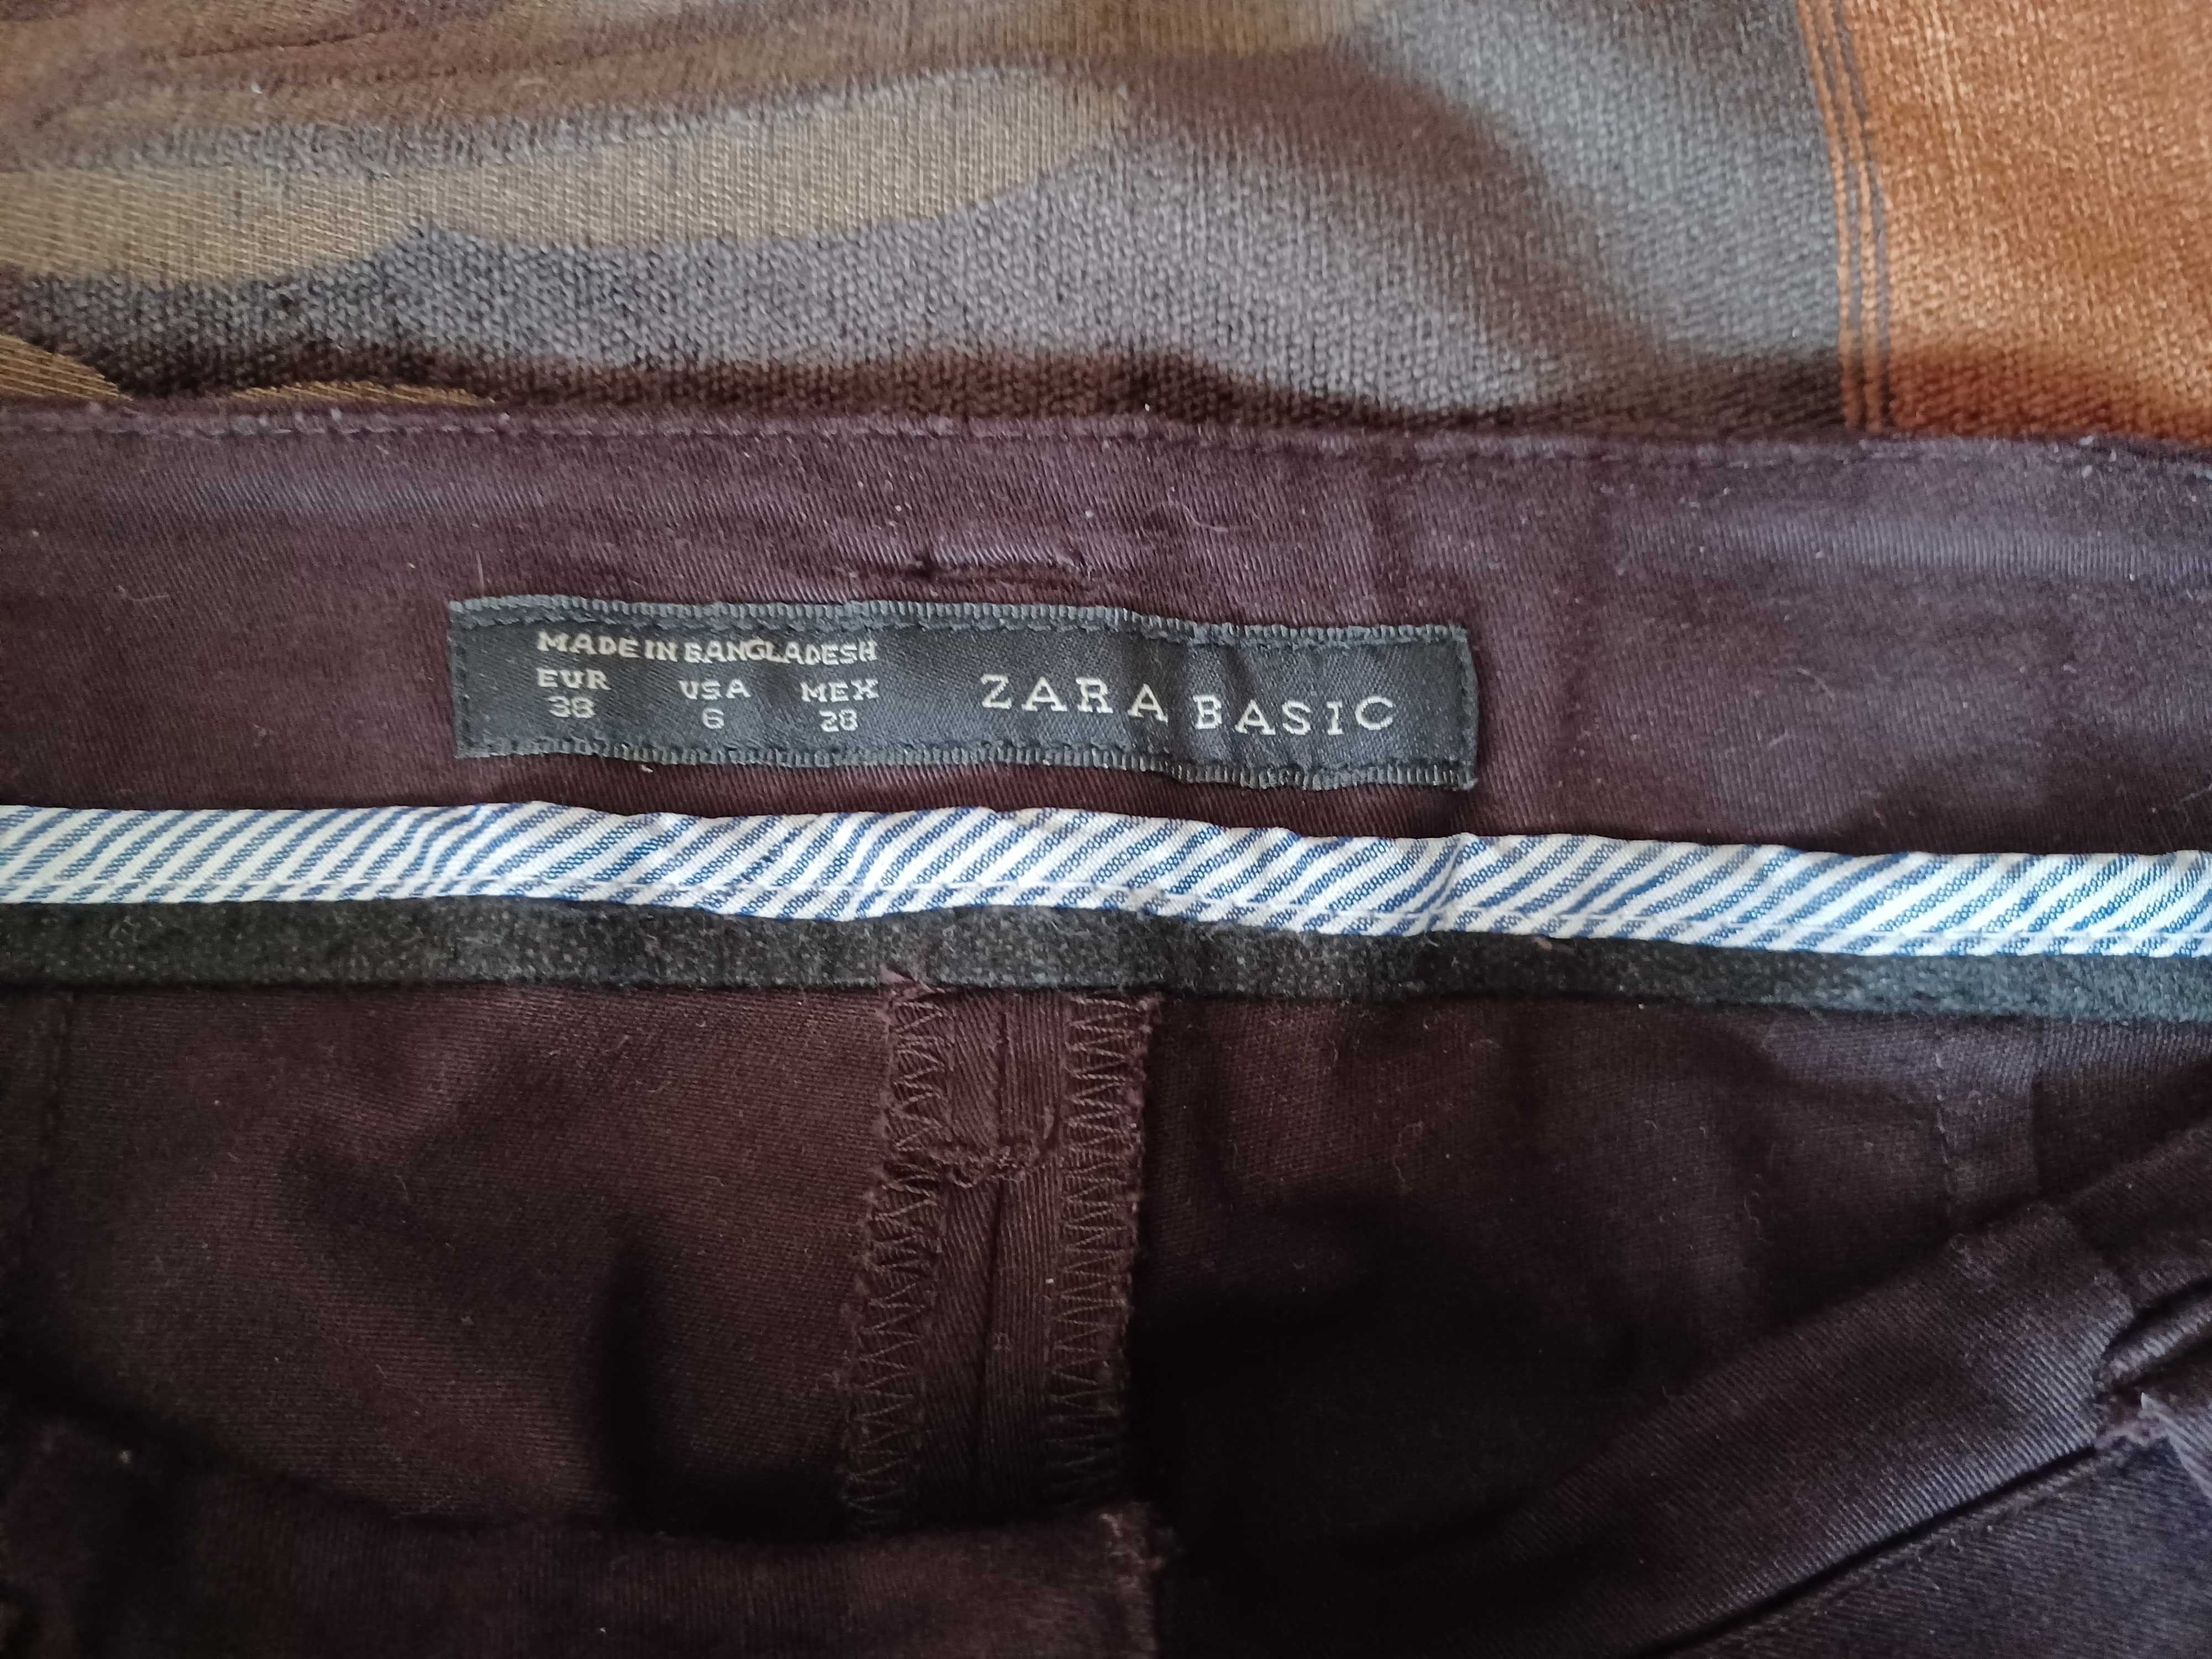 MADE IN BANGLADESH
EUR USA MEX
38 6 28
ZARA BASIC